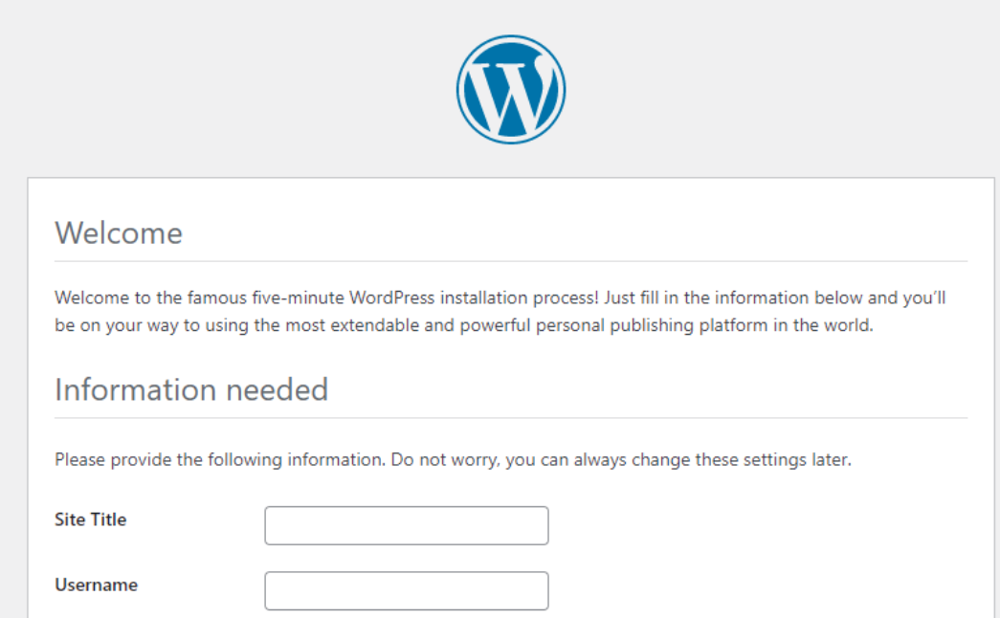 W
Welcome
Welcome to the famous five-minute WordPress installation process! Just fill in the information below and you’ll
be on your way to using the most extendable and powerful personal publishing platform in the world.
Information needed
Please provide the following information. Do not worry, you can always change these settings later.
Site Title
Username